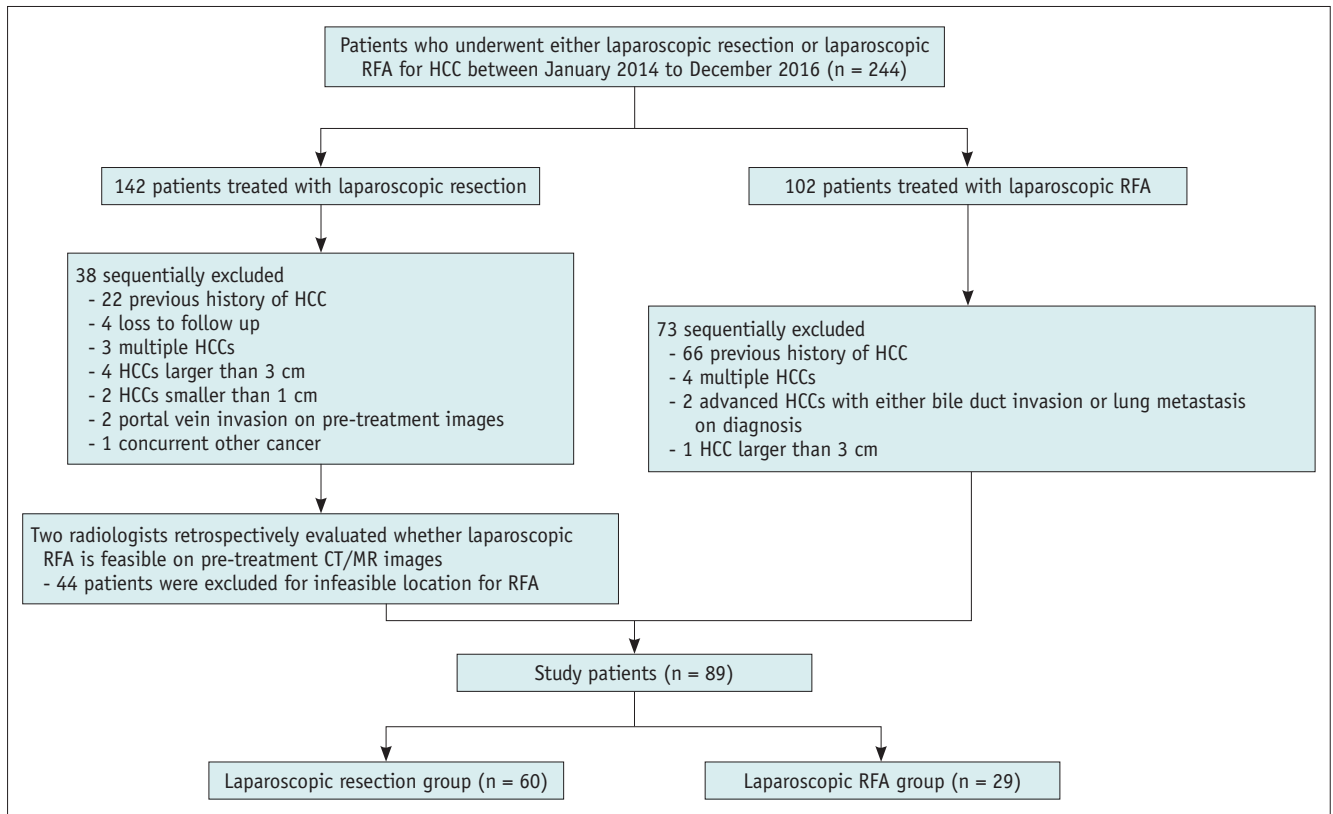 Patients who underwent either laparoscopic resection or laparoscopic
RFA for HCC between January 2014 to December 2016 (n = 244)
142 patients treated with laparoscopic resection
102 patients treated with laparoscopic RFA
38 sequentially excluded
- 22 previous history of HCC
- 4 loss to follow up
- 3 multiple HCCs
- 4 HCCs larger than 3 cm
- 2 HCCs smaller than 1 cm
- 2 portal vein invasion on pre-treatment images
- 1 concurrent other cancer
73 sequentially excluded
- 66 previous history of HCC
- 4 multiple HCCs
- 2 advanced HCCs with either bile duct invasion or lung metastasis
on diagnosis
- 1 HCC larger than 3 cm
Two radiologists retrospectively evaluated whether laparoscopic
RFA is feasible on pre-treatment CT/MR images
- 44 patients were excluded for infeasible location for RFA
Study patients (n = 89)
Laparoscopic resection group (n = 60)
Laparoscopic RFA group (n = 29)